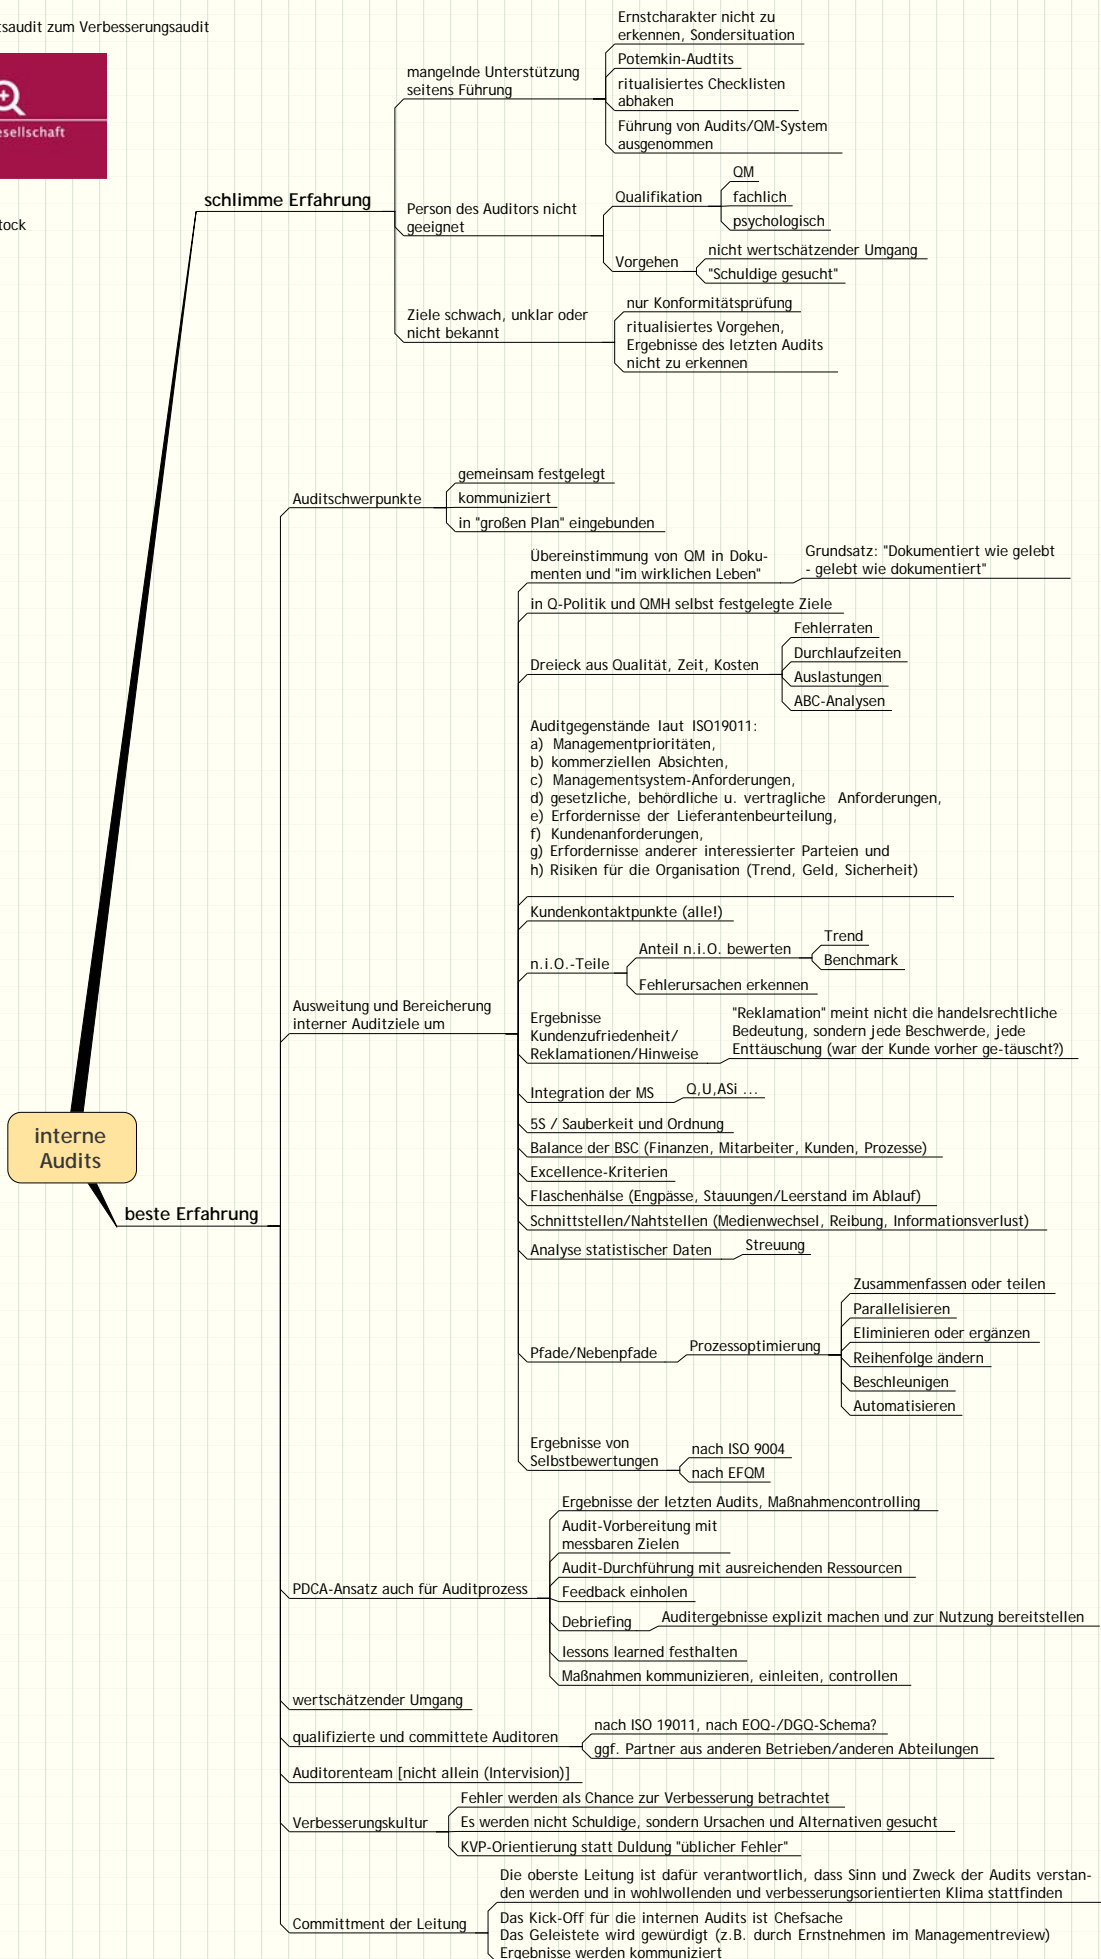 tsaudit zum Verbesserungsaudit
esellschaft
tock
interne
Audits
schlimme Erfahrung
mangelnde Unterstützung
seitens Führung
Ernstcharakter nicht zu
erkennen, Sondersituation
Potemkin-Audtits
ritualisiertes Checklisten
abhaken
Führung von Audits/QM-System
ausgenommen
Person des Auditors nicht
geeignet
Qualifikation
QM
fachlich
psychologisch
Vorgehen
nicht wertschätzender Umgang
"Schuldige gesucht"
Ziele schwach, unklar oder
nicht bekannt
nur Konformitätsprüfung
ritualisiertes Vorgehen,
Ergebnisse des letzten Audits
nicht zu erkennen
beste Erfahrung
Auditschwerpunkte
gemeinsam festgelegt
kommuniziert
in "großen Plan" eingebunden
Ausweitung und Bereicherung
interner Auditziele um
Übereinstimmung von QM in Doku-
menten und "im wirklichen Leben"
Grundsatz: "Dokumentiert wie gelebt
- gelebt wie dokumentiert"
in Q-Politik und QMH selbst festgelegte Ziele
Dreieck aus Qualität, Zeit, Kosten
Fehlerraten
Durchlaufzeiten
Auslastungen
ABC-Analysen
Auditgegenstände laut ISO19011:
a) Managementprioritäten,
b) kommerziellen Absichten,
c) Managementsystem-Anforderungen,
d) gesetzliche, behördliche u. vertragliche Anforderungen,
e) Erfordernisse der Lieferantenbeurteilung,
f) Kundenanforderungen,
g) Erfordernisse anderer interessierter Parteien und
h) Risiken für die Organisation (Trend, Geld, Sicherheit)
Kundenkontaktpunkte (alle!)
n.i.O.-Teile
Anteil n.i.O. bewerten
Trend
Benchmark
Fehlerursachen erkennen
Ergebnisse
Kundenzufriedenheit/
Reklamationen/Hinweise
"Reklamation" meint nicht die handelsrechtliche
Bedeutung, sondern jede Beschwerde, jede
Enttäuschung (war der Kunde vorher ge-täuscht?)
Integration der MS
Q,U,ASi ...
5S / Sauberkeit und Ordnung
Balance der BSC (Finanzen, Mitarbeiter, Kunden, Prozesse)
Excellence-Kriterien
Flaschenhälse (Engpässe, Stauungen/Leerstand im Ablauf)
Schnittstellen/Nahtstellen (Medienwechsel, Reibung, Informationsverlust)
Analyse statistischer Daten
Streuung
Pfade/Nebenpfade
Prozessoptimierung
Zusammenfassen oder teilen
Parallelisieren
Eliminieren oder ergänzen
Reihenfolge ändern
Beschleunigen
Automatisieren
Ergebnisse von
Selbstbewertungen
nach ISO 9004
nach EFQM
PDCA-Ansatz auch für Auditprozess
Ergebnisse der letzten Audits, Maßnahmencontrolling
Audit-Vorbereitung mit
messbaren Zielen
Audit-Durchführung mit ausreichenden Ressourcen
Feedback einholen
Debriefing
Auditergebnisse explizit machen und zur Nutzung bereitstellen
lessons learned festhalten
Maßnahmen kommunizieren, einleiten, controllen
wertschätzender Umgang
qualifizierte und committete Auditoren
nach ISO 19011, nach EOQ-/DGQ-Schema?
ggf. Partner aus anderen Betrieben/anderen Abteilungen
Auditorenteam [nicht allein (Intervision)]
Verbesserungskultur
Fehler werden als Chance zur Verbesserung betrachtet
Es werden nicht Schuldige, sondern Ursachen und Alternativen gesucht
KVP-Orientierung statt Duldung "üblicher Fehler"
Committment der Leitung
Die oberste Leitung ist dafür verantwortlich, dass Sinn und Zweck der Audits verstan-
den werden und in wohlwollenden und verbesserungsorientierten Klima stattfinden
Das Kick-Off für die internen Audits ist Chefsache
Das Geleistete wird gewürdigt (z.B. durch Ernstnehmen im Managementreview)
Ergebnisse werden kommuniziert